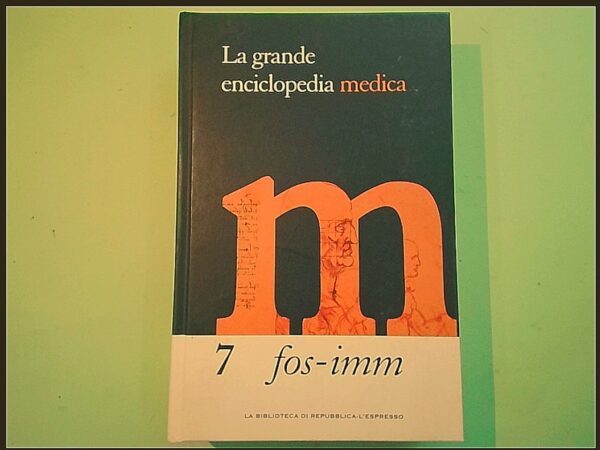 La grande
enciclopedia medica
m
7 fos-imm
LA BIBLIOTECA DI REPUBBLICA-L'ESPRESSO